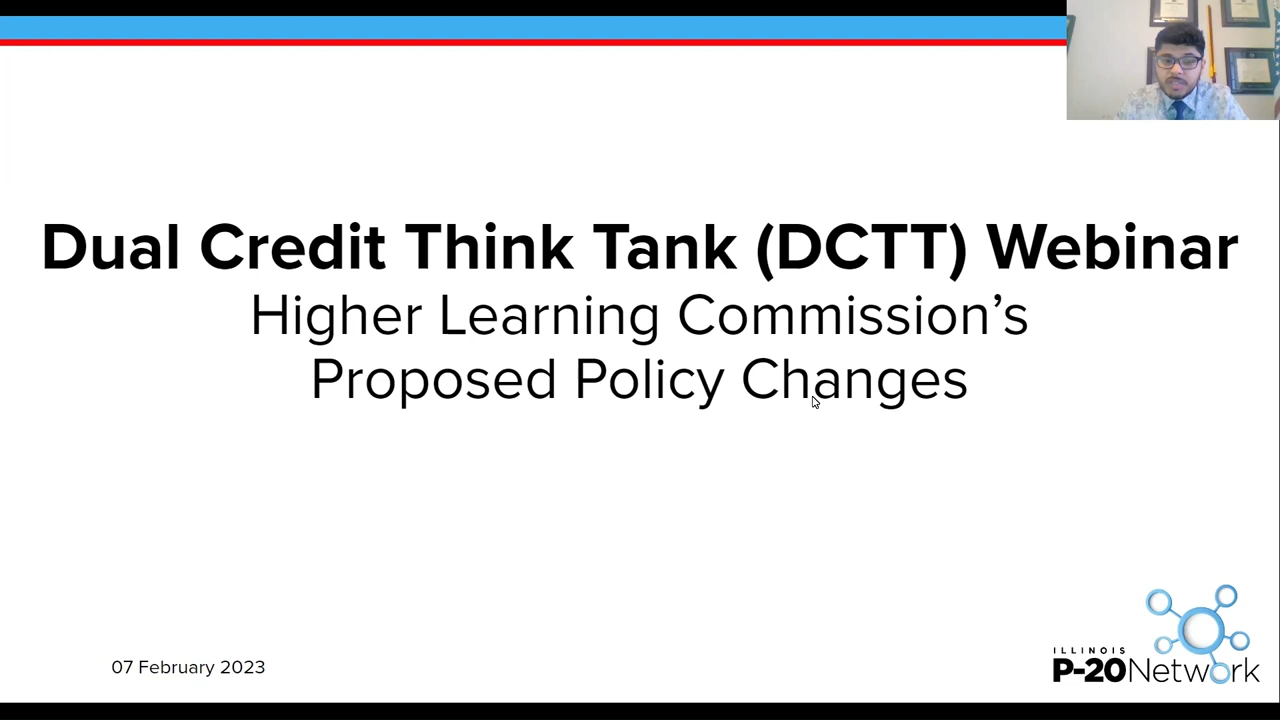 Dual Credit Think Tank (DCTT) Webinar
Higher Learning Commission’s
Proposed Policy Changes
07 February 2023
ILLINOIS
P-20Network